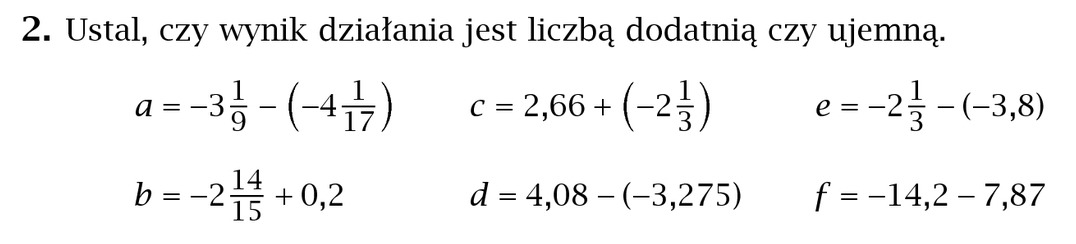 2. Ustal, czy wynik działania jest liczbą dodatnią czy ujemną.
a = −3 1/9 − (−4 1/17) c = 2,66 + (−2 1/3) e = −2 1/3 − (−3,8)
b = −2 14/15 + 0,2 d = 4,08 − (−3,275) f = −14,2 − 7,87